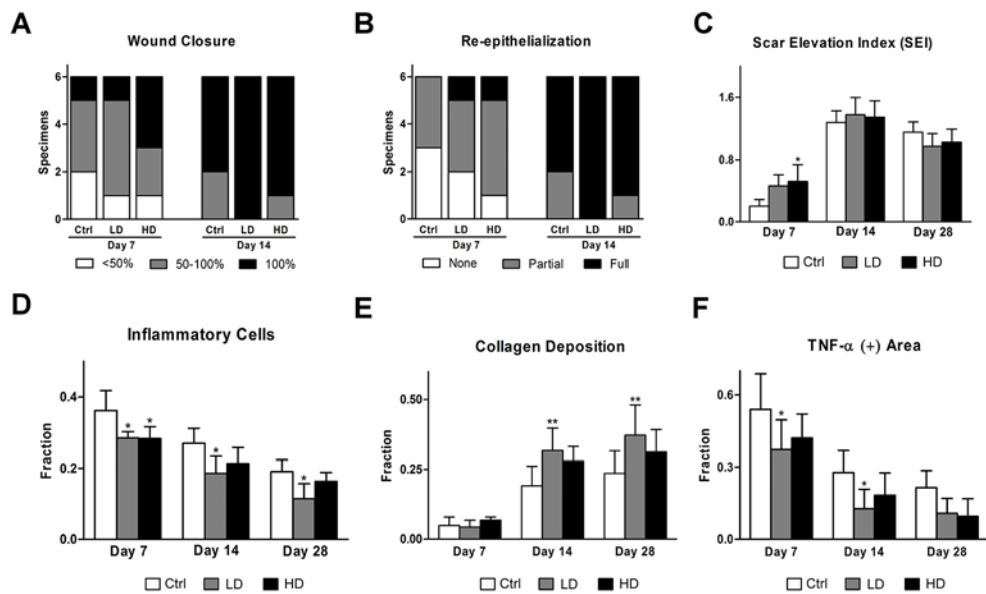 A
Wound Closure
Specimens
6
4
2
0
Ctrl LD HD Ctrl LD HD
Day 7 Day 14
<50% 50-100% 100%
B
Re-epithelialization
Specimens
6
4
2
0
Ctrl LD HD Ctrl LD HD
Day 7 Day 14
None Partial Full
C
Scar Elevation Index (SEI)
1.6
0.8
0.0
*
Day 7 Day 14 Day 28
Ctrl LD HD
D
Inflammatory Cells
Fraction
0.4
0.2
0.0
* * * *
Day 7 Day 14 Day 28
Ctrl LD HD
E
Collagen Deposition
Fraction
0.50
0.25
0.00
** **
Day 7 Day 14 Day 28
Ctrl LD HD
F
TNF-α (+) Area
Fraction
0.6
0.3
0.0
* *
Day 7 Day 14 Day 28
Ctrl LD HD